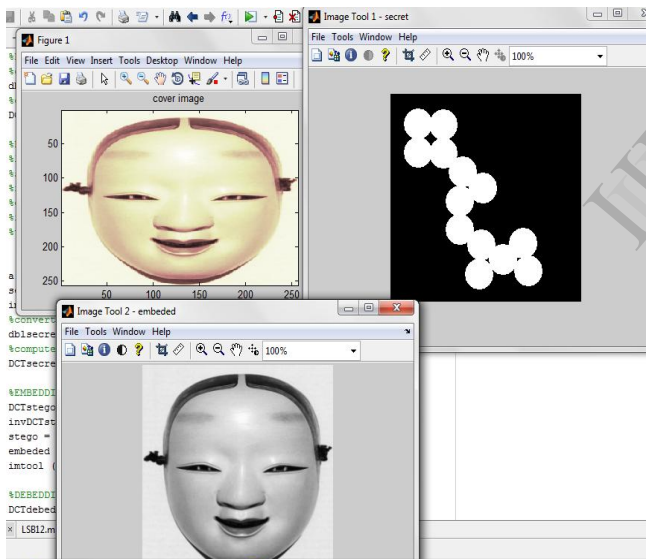 Figure 1
File Edit View Insert Tools Desktop Window Help
cover image
50
100
150
200
250
50 100 150 200 250
Image Tool 1 - secret
File Tools Window Help
100%
Image Tool 2 - embeded
File Tools Window Help
100%
%convert
dblsecre
%compute
DCTsecre
%EMBEDDI
DCTstego
invDCTst
stego =
embeded
imtool (
%DEBEDDI
DCTdebed
LSB12.m